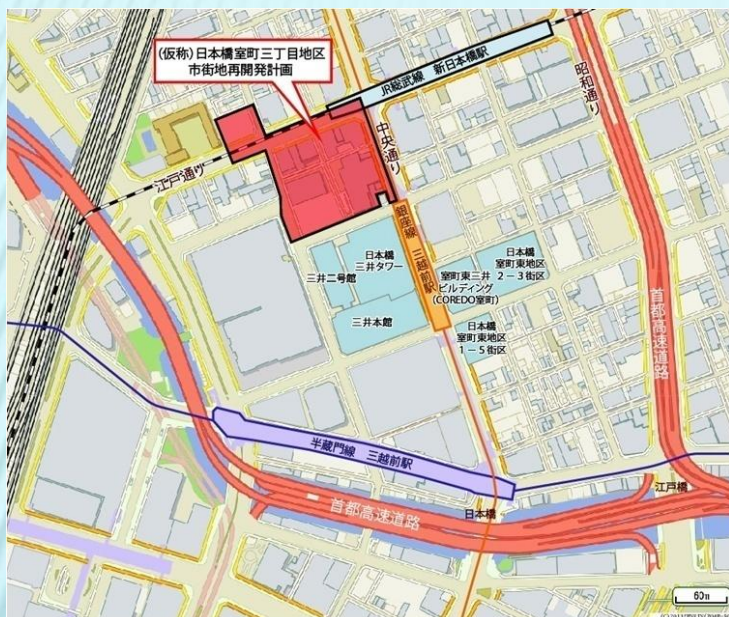 (仮称)日本橋室町三丁目地区
市街地再開発計画
JR総武線 新日本橋駅
昭和通り
中央通り
江戸通り
銀座線 三越前駅
日本橋
三井タワー
三井二号館
三井本館
室町東三井
ビルディング
(COREDO室町)
日本橋
室町東地区
2-3街区
日本橋
室町東地区
1-5街区
首都高速道路
半蔵門線 三越前駅
首都高速道路
日本橋
江戸橋
60m